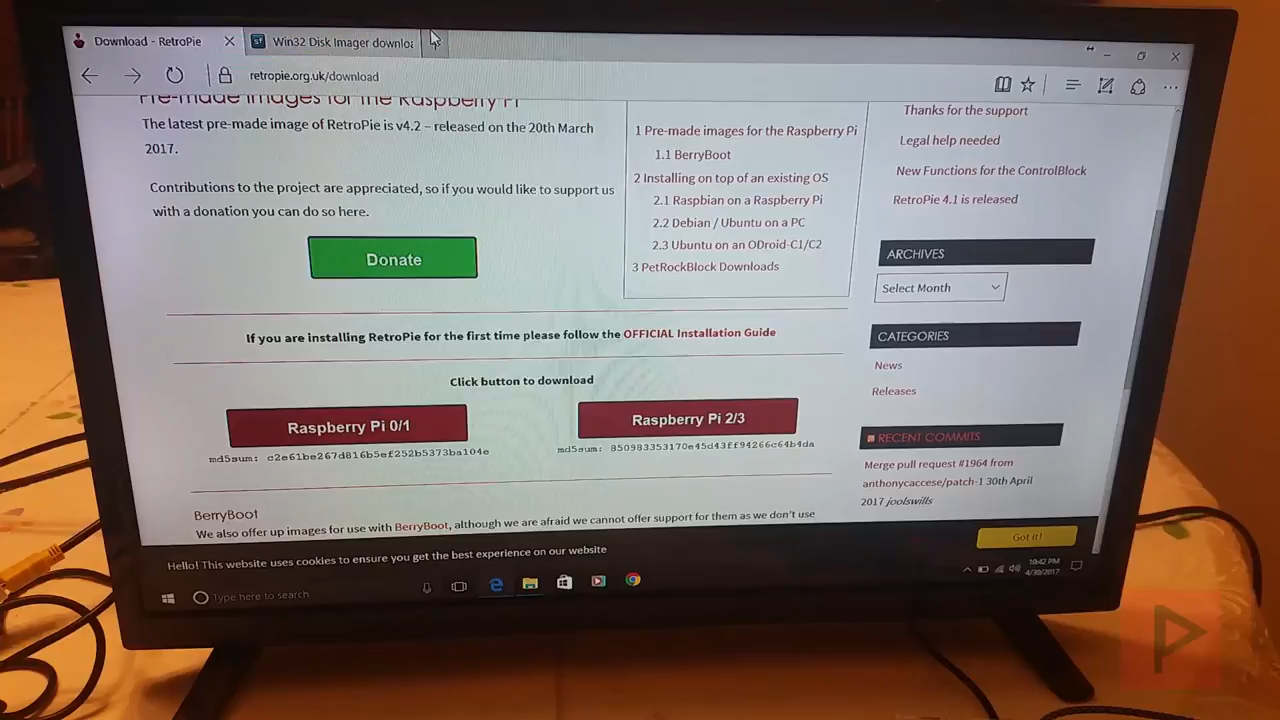 Download - RetroPie
Win32 Disk Imager downloa
retropie.org.uk/download
Pre-made images for the Raspberry Pi
The latest pre-made image of RetroPie is v4.2 – released on the 20th March
2017.
Contributions to the project are appreciated, so if you would like to support us
with a donation you can do so here.
Donate
1 Pre-made images for the Raspberry Pi
1.1 BerryBoot
2 Installing on top of an existing OS
2.1 Raspbian on a Raspberry Pi
2.2 Debian / Ubuntu on a PC
2.3 Ubuntu on an ODroid-C1/C2
3 PetRockBlock Downloads
If you are installing RetroPie for the first time please follow the OFFICIAL Installation Guide
Click button to download
Raspberry Pi 0/1
Raspberry Pi 2/3
md5sum: c2e61be267d816b5ef252b5373ba104e
md5sum: 850983353170e45d43ff94266c64b4da
BerryBoot
We also offer up images for use with BerryBoot, although we are afraid we cannot offer support for them as we don't use
Thanks for the support
Legal help needed
New Functions for the ControlBlock
RetroPie 4.1 is released
ARCHIVES
Select Month
CATEGORIES
News
Releases
RECENT COMMITS
Merge pull request #1964 from
anthonycaccese/patch-1 30th April
2017 joolswills
Hello! This website uses cookies to ensure you get the best experience on our website
Got it!
Type here to search
10:42 PM
4/30/2017